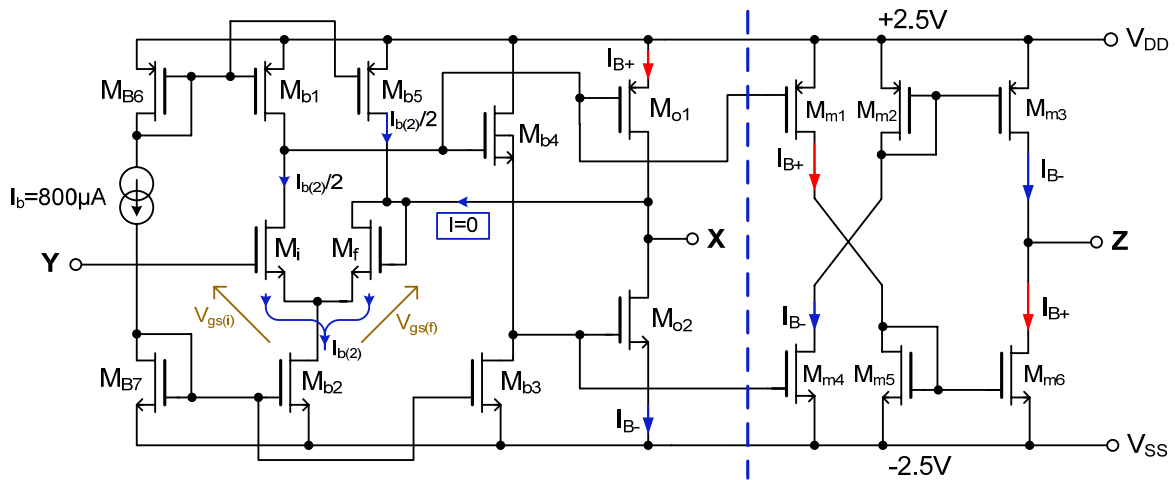 +2.5V
V_DD
I_B+
M_B6
M_b1
M_b5
M_o1
M_m1
M_m2
M_m3
I_b(2)/2
M_b4
I_B+
I_B-
I_b=800µA
I_b(2)/2
I=0
X
Z
Y
M_i
M_f
V_gs(i)
V_gs(f)
I_b(2)
M_o2
I_B-
I_B+
M_B7
M_b2
M_b3
M_m4
M_m5
M_m6
I_B-
V_SS
-2.5V